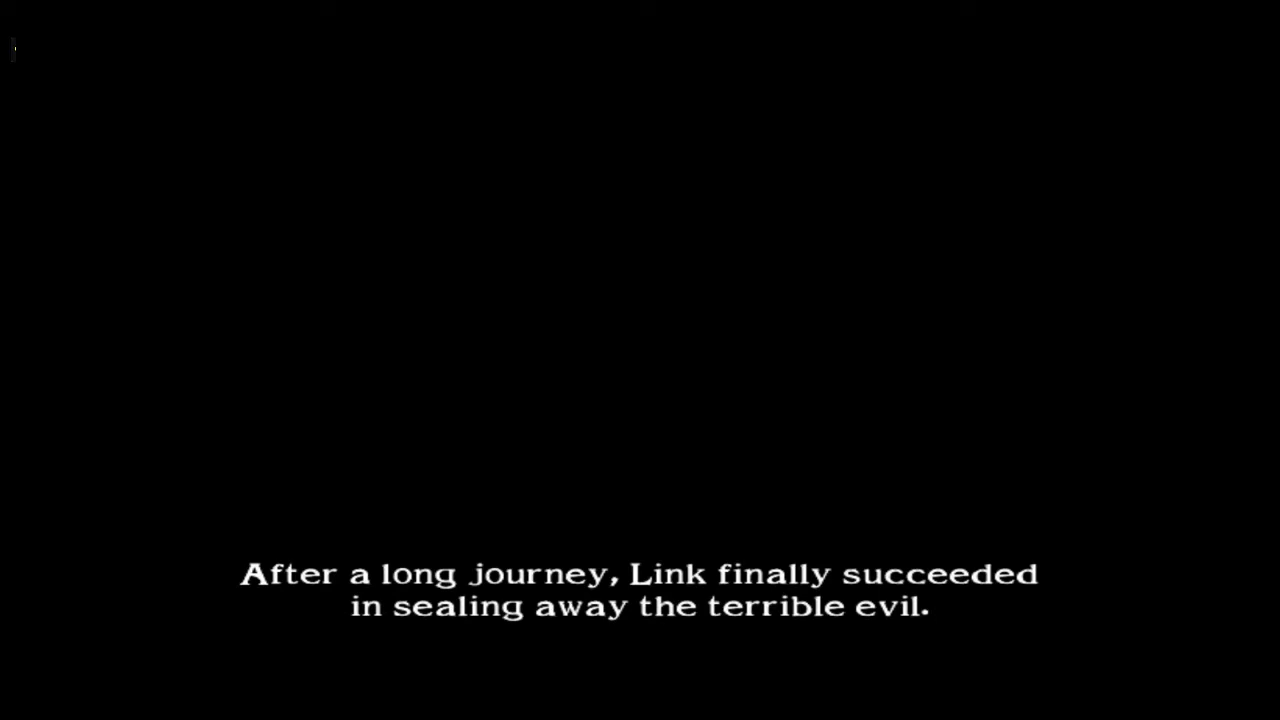 After a long journey, Link finally succeeded
in sealing away the terrible evil.